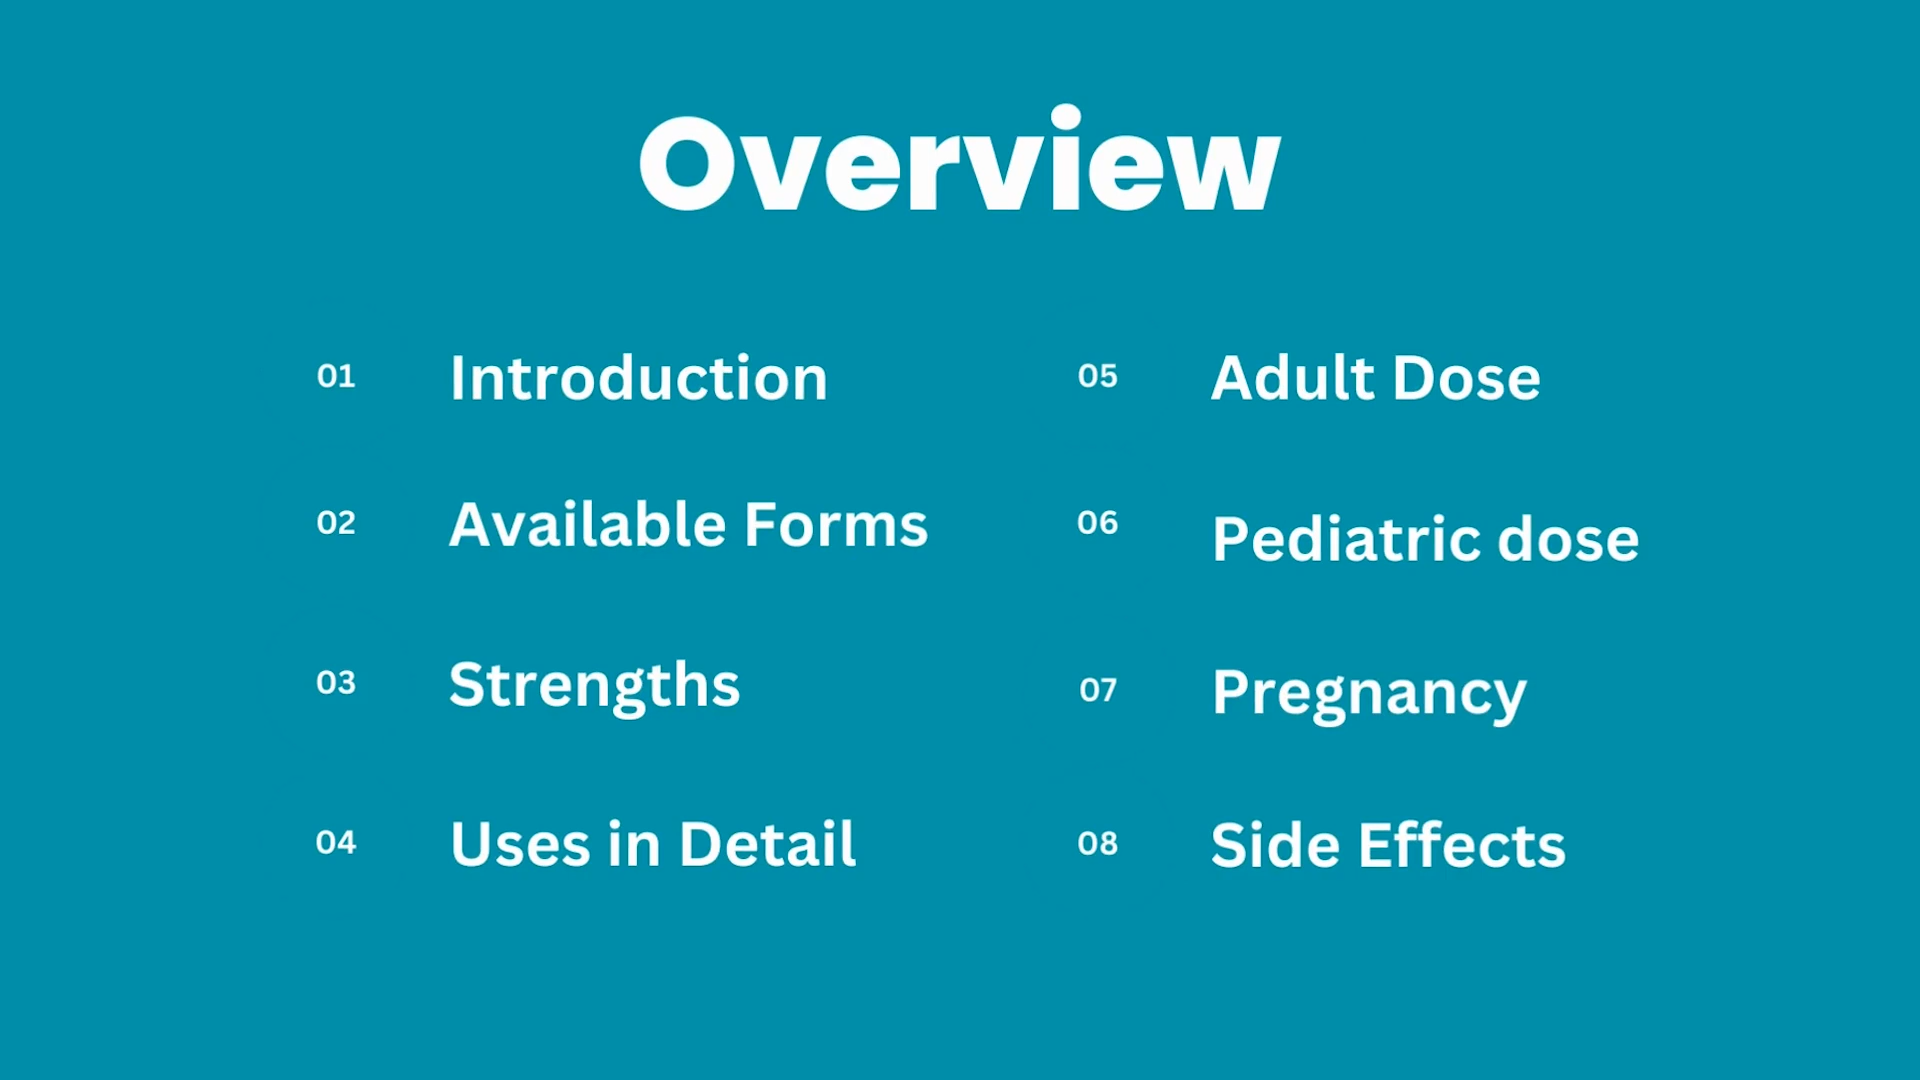 Overview
01 Introduction
02 Available Forms
03 Strengths
04 Uses in Detail
05 Adult Dose
06 Pediatric dose
07 Pregnancy
08 Side Effects